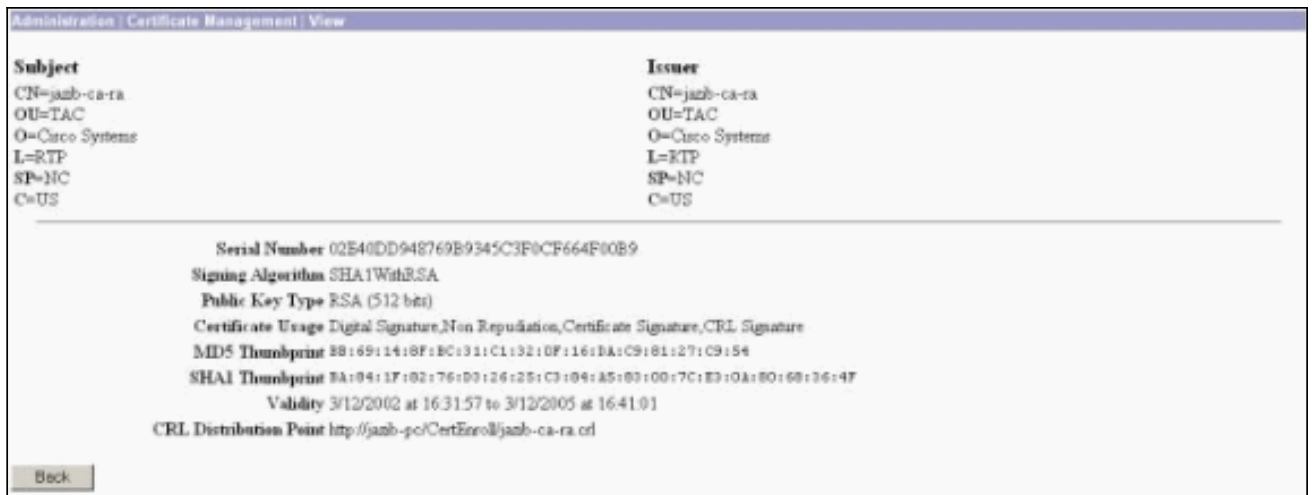 Administration | Certificate Management | View
Subject
CN=jazib-ca-ra
OU=TAC
O=Cisco Systems
L=RTP
SP=NC
C=US
Issuer
CN=jazib-ca-ra
OU=TAC
O=Cisco Systems
L=RTP
SP=NC
C=US
Serial Number 02E40DD948769B9345C3F0CF664F00B9
Signing Algorithm SHA1WithRSA
Public Key Type RSA (512 bits)
Certificate Usage Digital Signature,Non Repudiation,Certificate Signature,CRL Signature
MD5 Thumbprint
SHA1 Thumbprint
Validity 3/12/2002 at 16:31:57 to 3/12/2005 at 16:41:01
CRL Distribution Point http://jazib-pc/CertEnroll/jazib-ca-ra.crl
Back